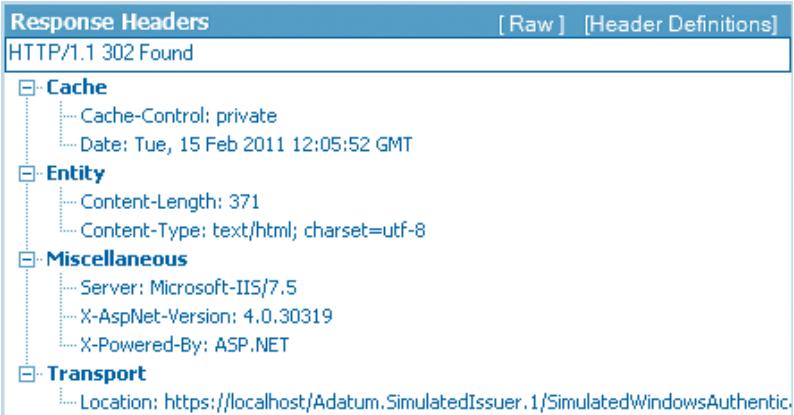 Response Headers [ Raw ] [Header Definitions]
HTTP/1.1 302 Found
Cache
Cache-Control: private
Date: Tue, 15 Feb 2011 12:05:52 GMT
Entity
Content-Length: 371
Content-Type: text/html; charset=utf-8
Miscellaneous
Server: Microsoft-IIS/7.5
X-AspNet-Version: 4.0.30319
X-Powered-By: ASP.NET
Transport
Location: https://localhost/Adatum.SimulatedIssuer.1/SimulatedWindowsAuthentic